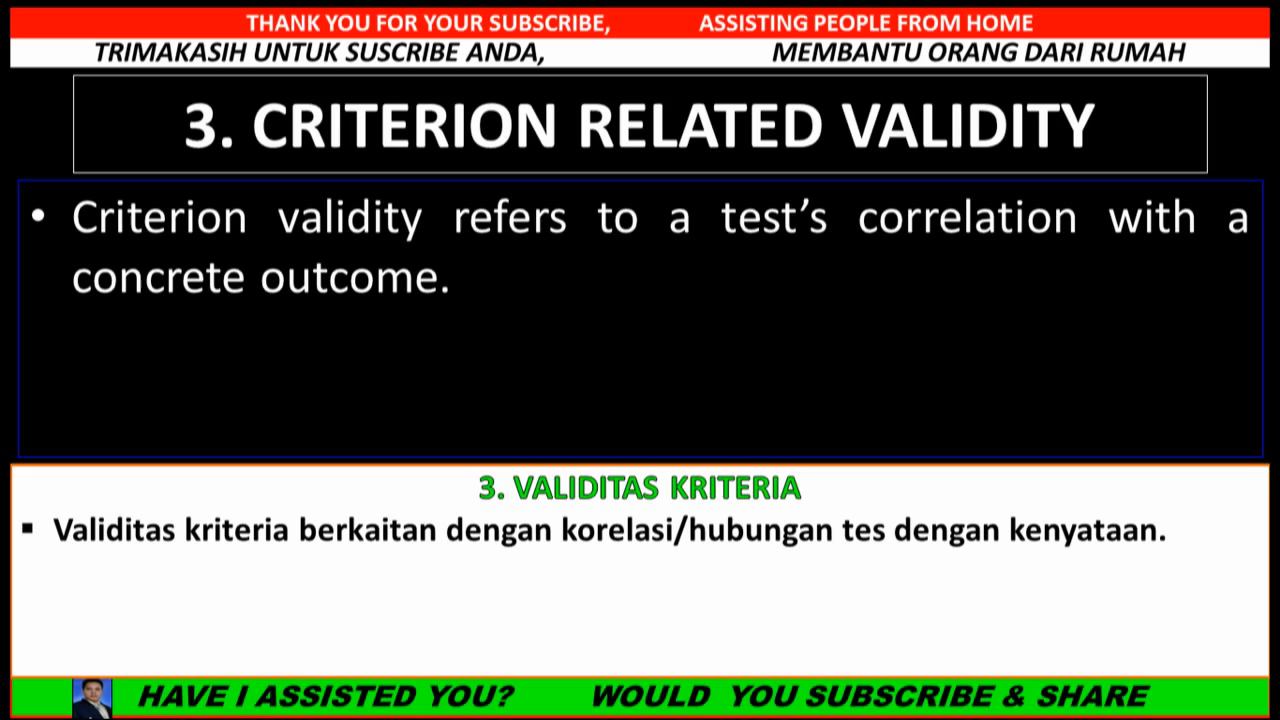 THANK YOU FOR YOUR SUBSCRIBE, ASSISTING PEOPLE FROM HOME
TRIMAKASIH UNTUK SUSCRIBE ANDA, MEMBANTU ORANG DARI RUMAH
3. CRITERION RELATED VALIDITY
• Criterion validity refers to a test’s correlation with a
concrete outcome.
3. VALIDITAS KRITERIA
▪ Validitas kriteria berkaitan dengan korelasi/hubungan tes dengan kenyataan.
HAVE I ASSISTED YOU? WOULD YOU SUBSCRIBE & SHARE